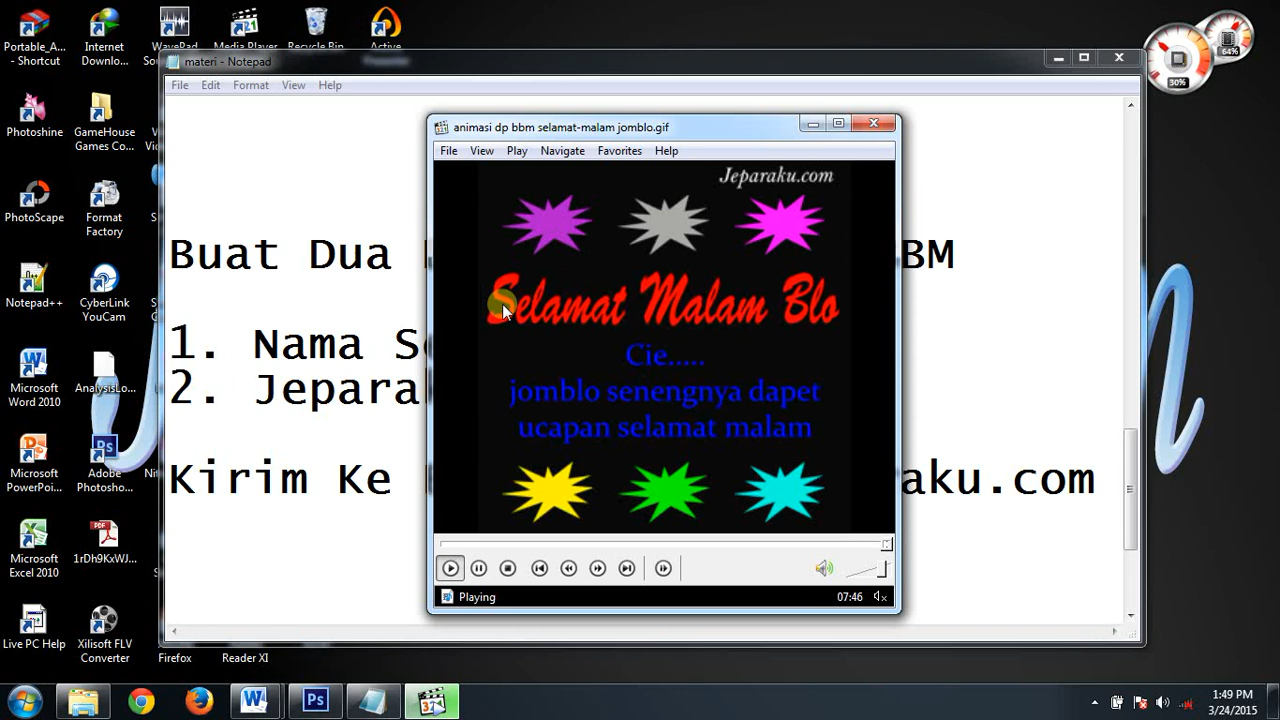 Portable_A... - Shortcut
Internet Downlo...
WavePad
Media Player
Recycle Bin
Active
Presenter
64%
30%
materi - Notepad
File Edit Format View Help
Photoshine
GameHouse Games Co...
PhotoScape
Format Factory
Notepad++
CyberLink YouCam
Microsoft Word 2010
AnalysisLo...
Microsoft PowerPoi...
Adobe Photosho...
Microsoft Excel 2010
1rDh9KxWJ...
Live PC Help
Xilisoft FLV Converter
Firefox
Reader XI
Buat Dua
BM
1. Nama
2. Jepara
Kirim Ke
aku.com
animasi dp bbm selamat-malam jomblo.gif
File View Play Navigate Favorites Help
Jeparaku.com
Selamat Malam Blo
Cie.....
jomblo senengnya dapet
ucapan selamat malam
Playing
07:46
1:49 PM
3/24/2015